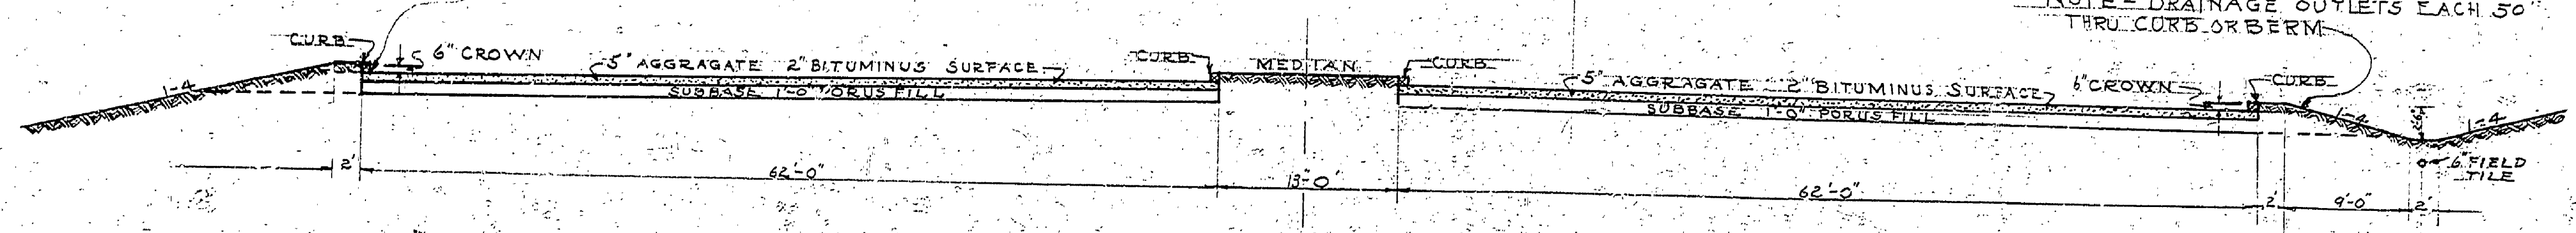 NOTE - DRAINAGE OUTLETS EACH 50"
THRU CURB OR BERM
CURB
6" CROWN
5" AGGRAGATE 2" BITUMINUS SURFACE
CURB
MEDIAN
CURB
5" AGGRAGATE 2" BITUMINUS SURFACE
6" CROWN
CURB
1-4
SUBBASE 1'-0" PORUS FILL
SUBBASE 1'-0" PORUS FILL
1-4
1-4
2'
62'-0"
13'-0"
62'-0"
2'
9'-0"
2'
6" FIELD
TILE